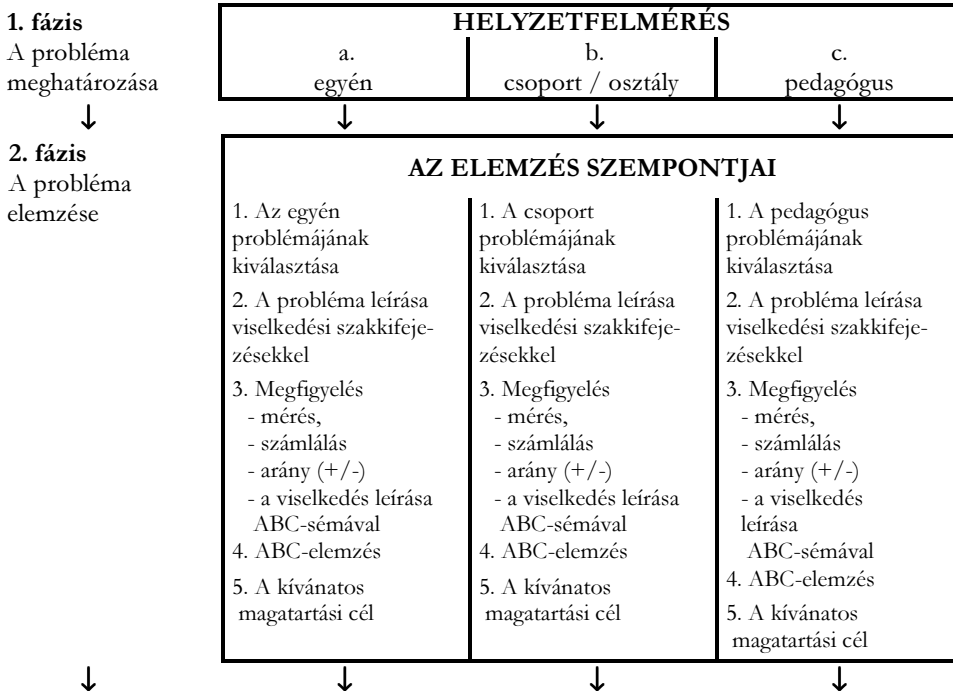 1. fázis
A probléma
meghatározása
HELYZETFELMÉRÉS
a.
egyén
b.
csoport / osztály
c.
pedagógus
2. fázis
A probléma
elemzése
AZ ELEMZÉS SZEMPONTJAI
1. Az egyén
problémájának
kiválasztása
2. A probléma leírása
viselkedési szakkifeje-
zésekkel
3. Megfigyelés
- mérés,
- számlálás
- arány (+/-)
- a viselkedés leírása
ABC-sémával
4. ABC-elemzés
5. A kívánatos
magatartási cél
1. A csoport
problémájának
kiválasztása
2. A probléma leírása
viselkedési szakkifeje-
zésekkel
3. Megfigyelés
- mérés,
- számlálás
- arány (+/-)
- a viselkedés leírása
ABC-sémával
4. ABC-elemzés
5. A kívánatos
magatartási cél
1. A pedagógus
problémájának
kiválasztása
2. A probléma leírása
viselkedési szakkifeje-
zésekkel
3. Megfigyelés
- mérés,
- számlálás
- arány (+/-)
- a viselkedés
leírása
ABC-sémával
4. ABC-elemzés
5. A kívánatos
magatartási cél